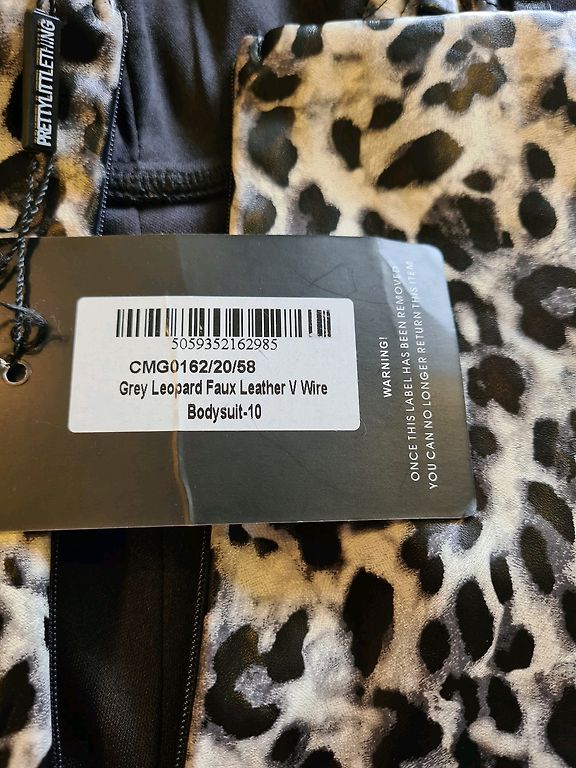 PRETTYLITTLETHING
5059352162985
CMG0162/20/58
Grey Leopard Faux Leather V Wire
Bodysuit-10
WARNING!
ONCE THIS LABEL HAS BEEN REMOVED
YOU CAN NO LONGER RETURN THIS ITEM